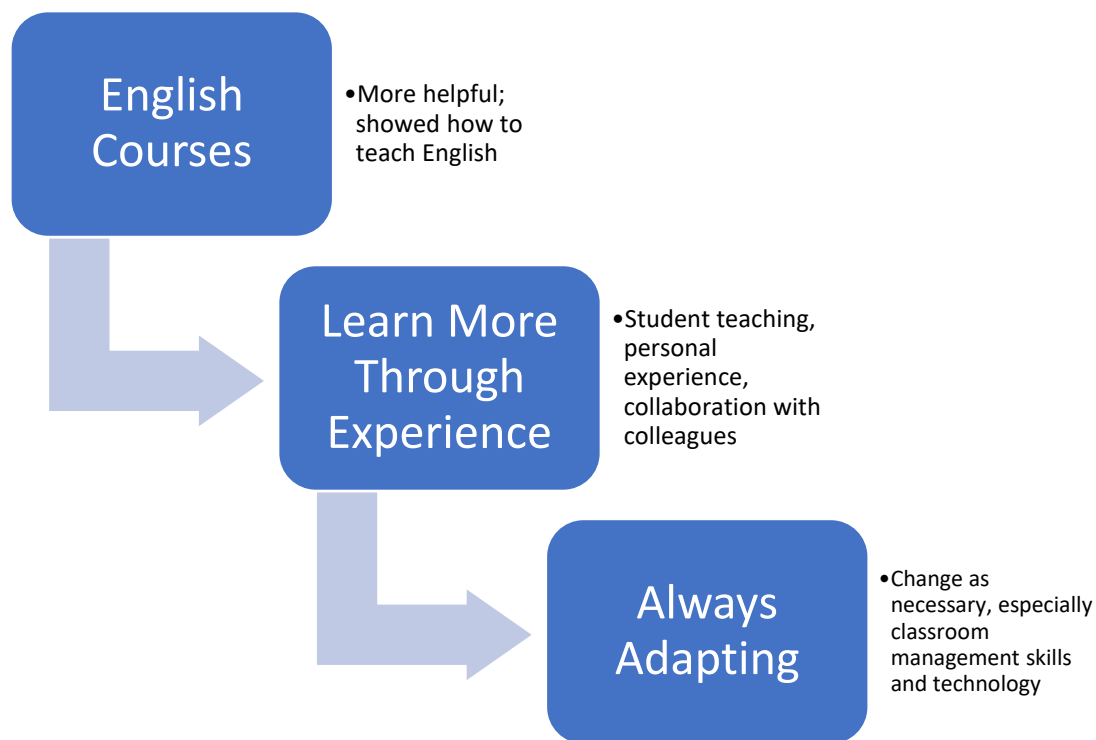 English
Courses
•More helpful;
showed how to
teach English
Learn More
Through
Experience
•Student teaching,
personal
experience,
collaboration with
colleagues
Always
Adapting
•Change as
necessary, especially
classroom
management skills
and technology